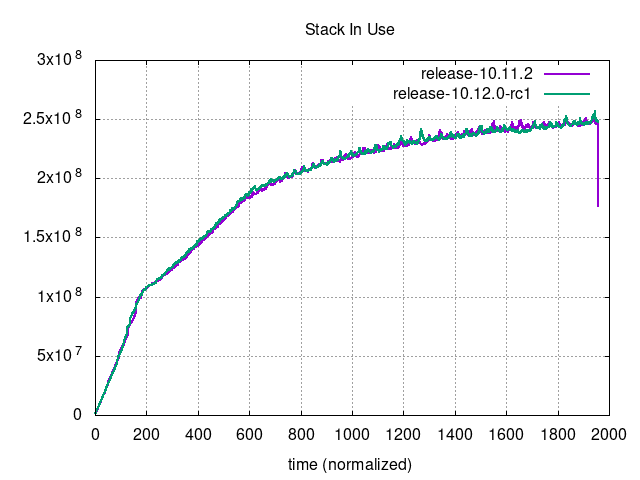 Stack In Use
3x10^8
2.5x10^8
2x10^8
1.5x10^8
1x10^8
5x10^7
0
release-10.11.2
release-10.12.0-rc1
0 200 400 600 800 1000 1200 1400 1600 1800 2000
time (normalized)